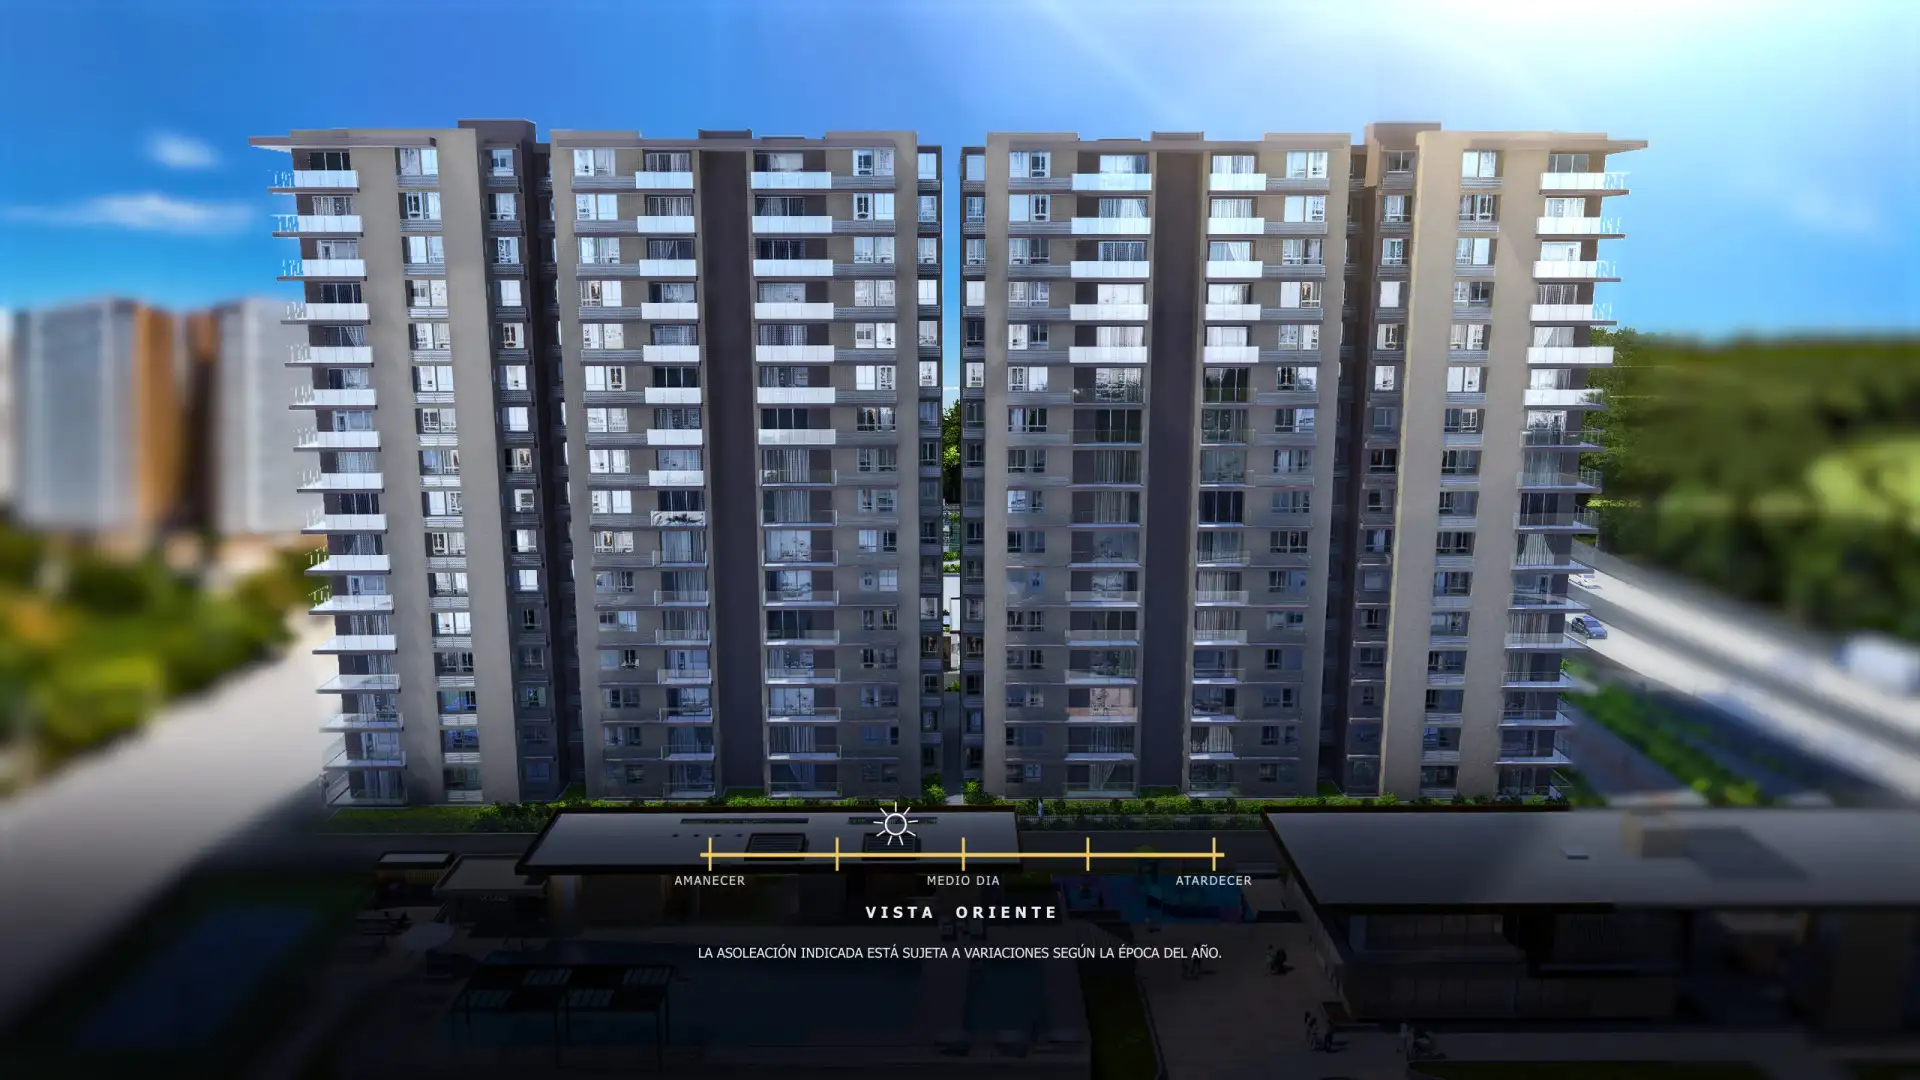 AMANECER MEDIO DIA ATARDECER
VISTA ORIENTE
LA ASOLEACIÓN INDICADA ESTÁ SUJETA A VARIACIONES SEGÚN LA ÉPOCA DEL AÑO.